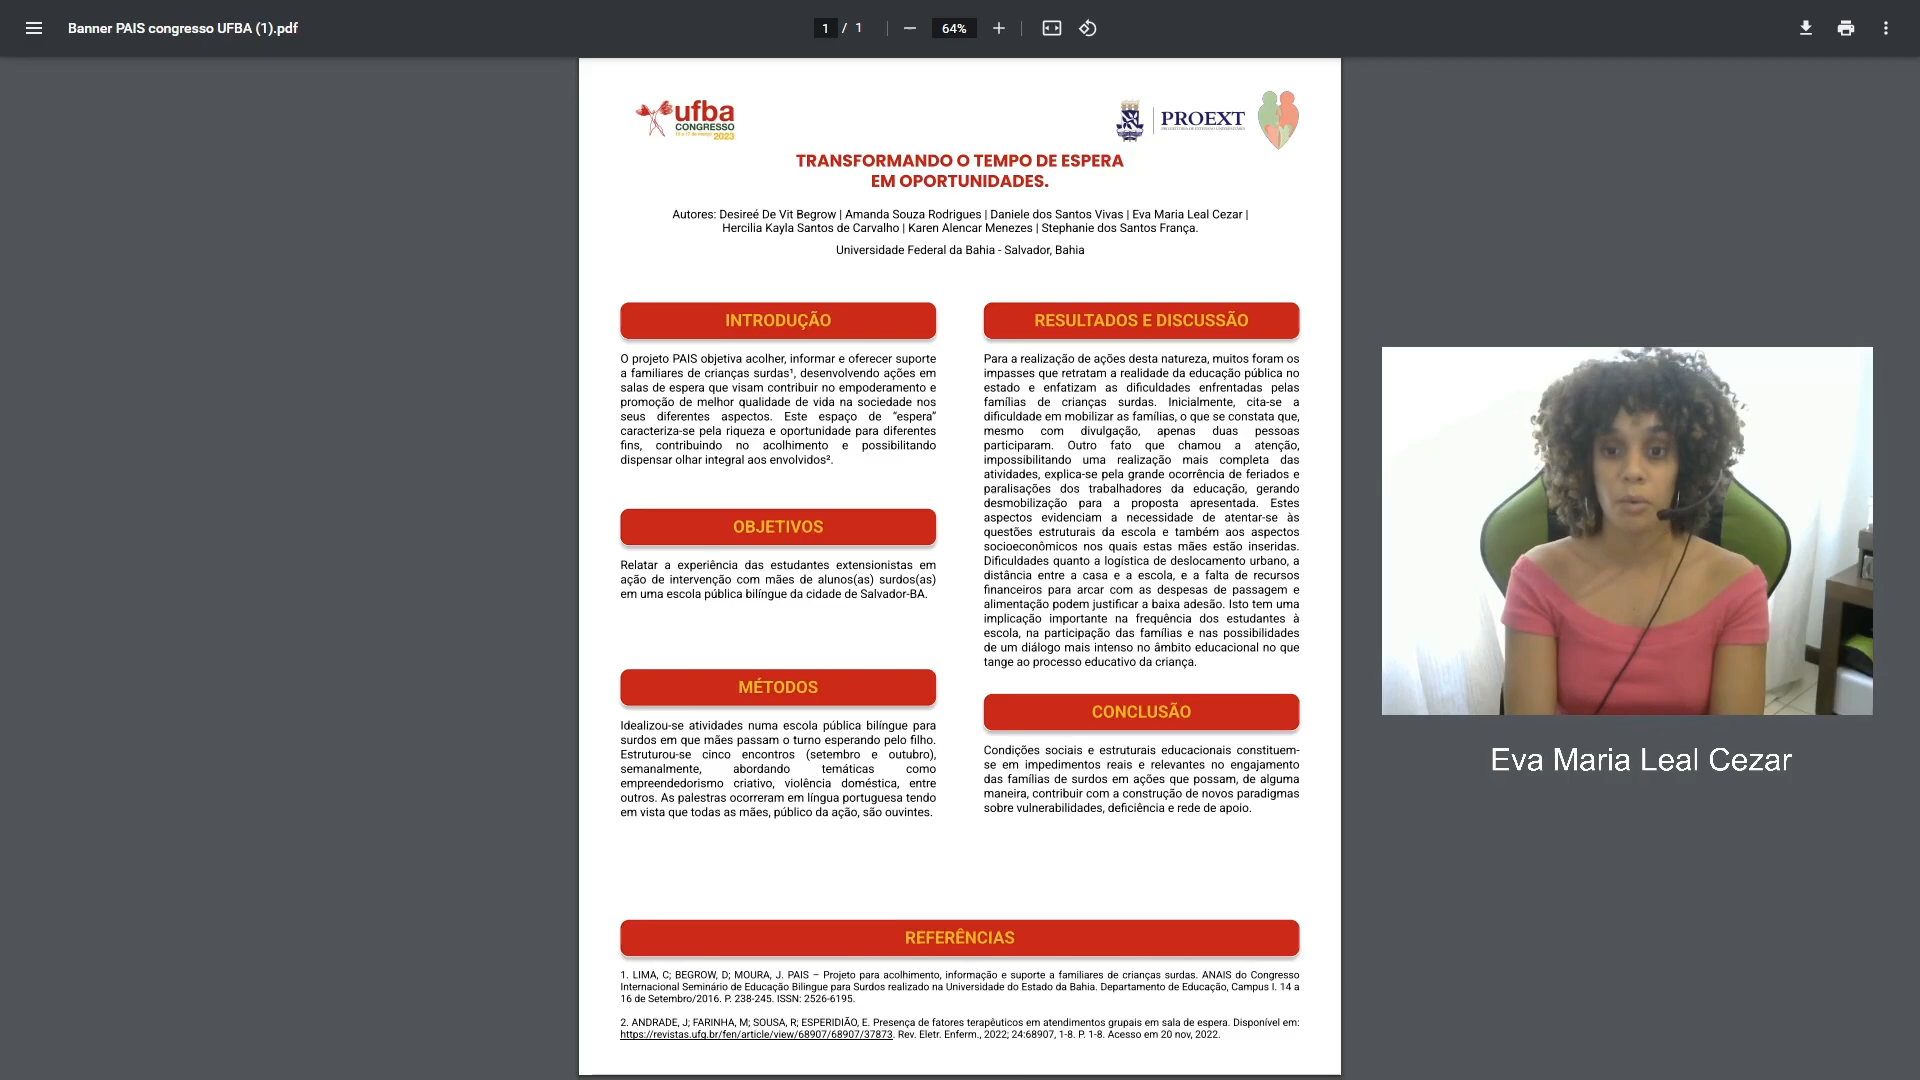 Banner PAIS congresso UFBA (1).pdf
1 / 1
64%
ufba
CONGRESSO
2023
PROEXT
TRANSFORMANDO O TEMPO DE ESPERA
EM OPORTUNIDADES.
Autores: Desireé De Vit Begrow | Amanda Souza Rodrigues | Daniele dos Santos Vivas | Eva Maria Leal Cezar |
Hercilia Kayla Santos de Carvalho | Karen Alencar Menezes | Stephanie dos Santos França.
Universidade Federal da Bahia - Salvador, Bahia
INTRODUÇÃO
O projeto PAIS objetiva acolher, informar e oferecer suporte
a familiares de crianças surdas¹, desenvolvendo ações em
salas de espera que visam contribuir no empoderamento e
promoção de melhor qualidade de vida na sociedade nos
seus diferentes aspectos. Este espaço de “espera”
caracteriza-se pela riqueza e oportunidade para diferentes
fins, contribuindo no acolhimento e possibilitando
dispensar olhar integral aos envolvidos².
OBJETIVOS
Relatar a experiência das estudantes extensionistas em
ação de intervenção com mães de alunos(as) surdos(as)
em uma escola pública bilíngue da cidade de Salvador-BA.
MÉTODOS
Idealizou-se atividades numa escola pública bilíngue para
surdos em que mães passam o turno esperando pelo filho.
Estruturou-se cinco encontros (setembro e outubro),
semanalmente, abordando temáticas como
empreendedorismo criativo, violência doméstica, entre
outros. As palestras ocorreram em língua portuguesa tendo
em vista que todas as mães, público da ação, são ouvintes.
RESULTADOS E DISCUSSÃO
Para a realização de ações desta natureza, muitos foram os
impasses que retratam a realidade da educação pública no
estado e enfatizam as dificuldades enfrentadas pelas
famílias de crianças surdas. Inicialmente, cita-se a
dificuldade em mobilizar as famílias, o que se constata que,
mesmo com divulgação, apenas duas pessoas
participaram. Outro fato que chamou a atenção,
impossibilitando uma realização mais completa das
atividades, explica-se pela grande ocorrência de feriados e
paralisações dos trabalhadores da educação, gerando
desmobilização para a proposta apresentada. Estes
aspectos evidenciam a necessidade de atentar-se às
questões estruturais da escola e também aos aspectos
socioeconômicos nos quais estas mães estão inseridas.
Dificuldades quanto a logística de deslocamento urbano, a
distância entre a casa e a escola, e a falta de recursos
financeiros para arcar com as despesas de passagem e
alimentação podem justificar a baixa adesão. Isto tem uma
implicação importante na frequência dos estudantes à
escola, na participação das famílias e nas possibilidades
de um diálogo mais intenso no âmbito educacional no que
tange ao processo educativo da criança.
CONCLUSÃO
Condições sociais e estruturais educacionais constituem-
se em impedimentos reais e relevantes no engajamento
das famílias de surdos em ações que possam, de alguma
maneira, contribuir com a construção de novos paradigmas
sobre vulnerabilidades, deficiência e rede de apoio.
REFERÊNCIAS
1. LIMA, C; BEGROW, D; MOURA, J. PAIS – Projeto para acolhimento, informação e suporte a familiares de crianças surdas. ANAIS do Congresso
Internacional Seminário de Educação Bilingue para Surdos realizado na Universidade do Estado da Bahia. Departamento de Educação, Campus I. 14 a
16 de Setembro/2016. P. 238-245. ISSN: 2526-6195.
2. ANDRADE, J; FARINHA, M; SOUSA, R; ESPERIDIÃO, E. Presença de fatores terapêuticos em atendimentos grupais em sala de espera. Disponível em:
https://revistas.ufg.br/fen/article/view/68907/68907/37873. Rev. Eletr. Enferm., 2022; 24:68907, 1-8. P. 1-8. Acesso em 20 nov, 2022.
Eva Maria Leal Cezar